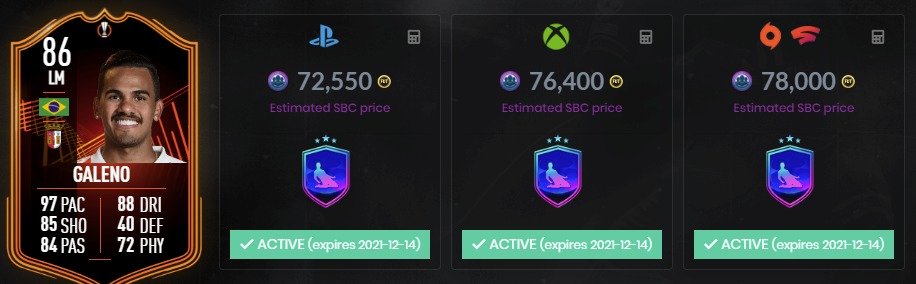 86
LM
GALENO
97 PAC 88 DRI
85 SHO 40 DEF
84 PAS 72 PHY
72,550
Estimated SBC price
ACTIVE (expires 2021-12-14)
76,400
Estimated SBC price
ACTIVE (expires 2021-12-14)
78,000
Estimated SBC price
ACTIVE (expires 2021-12-14)